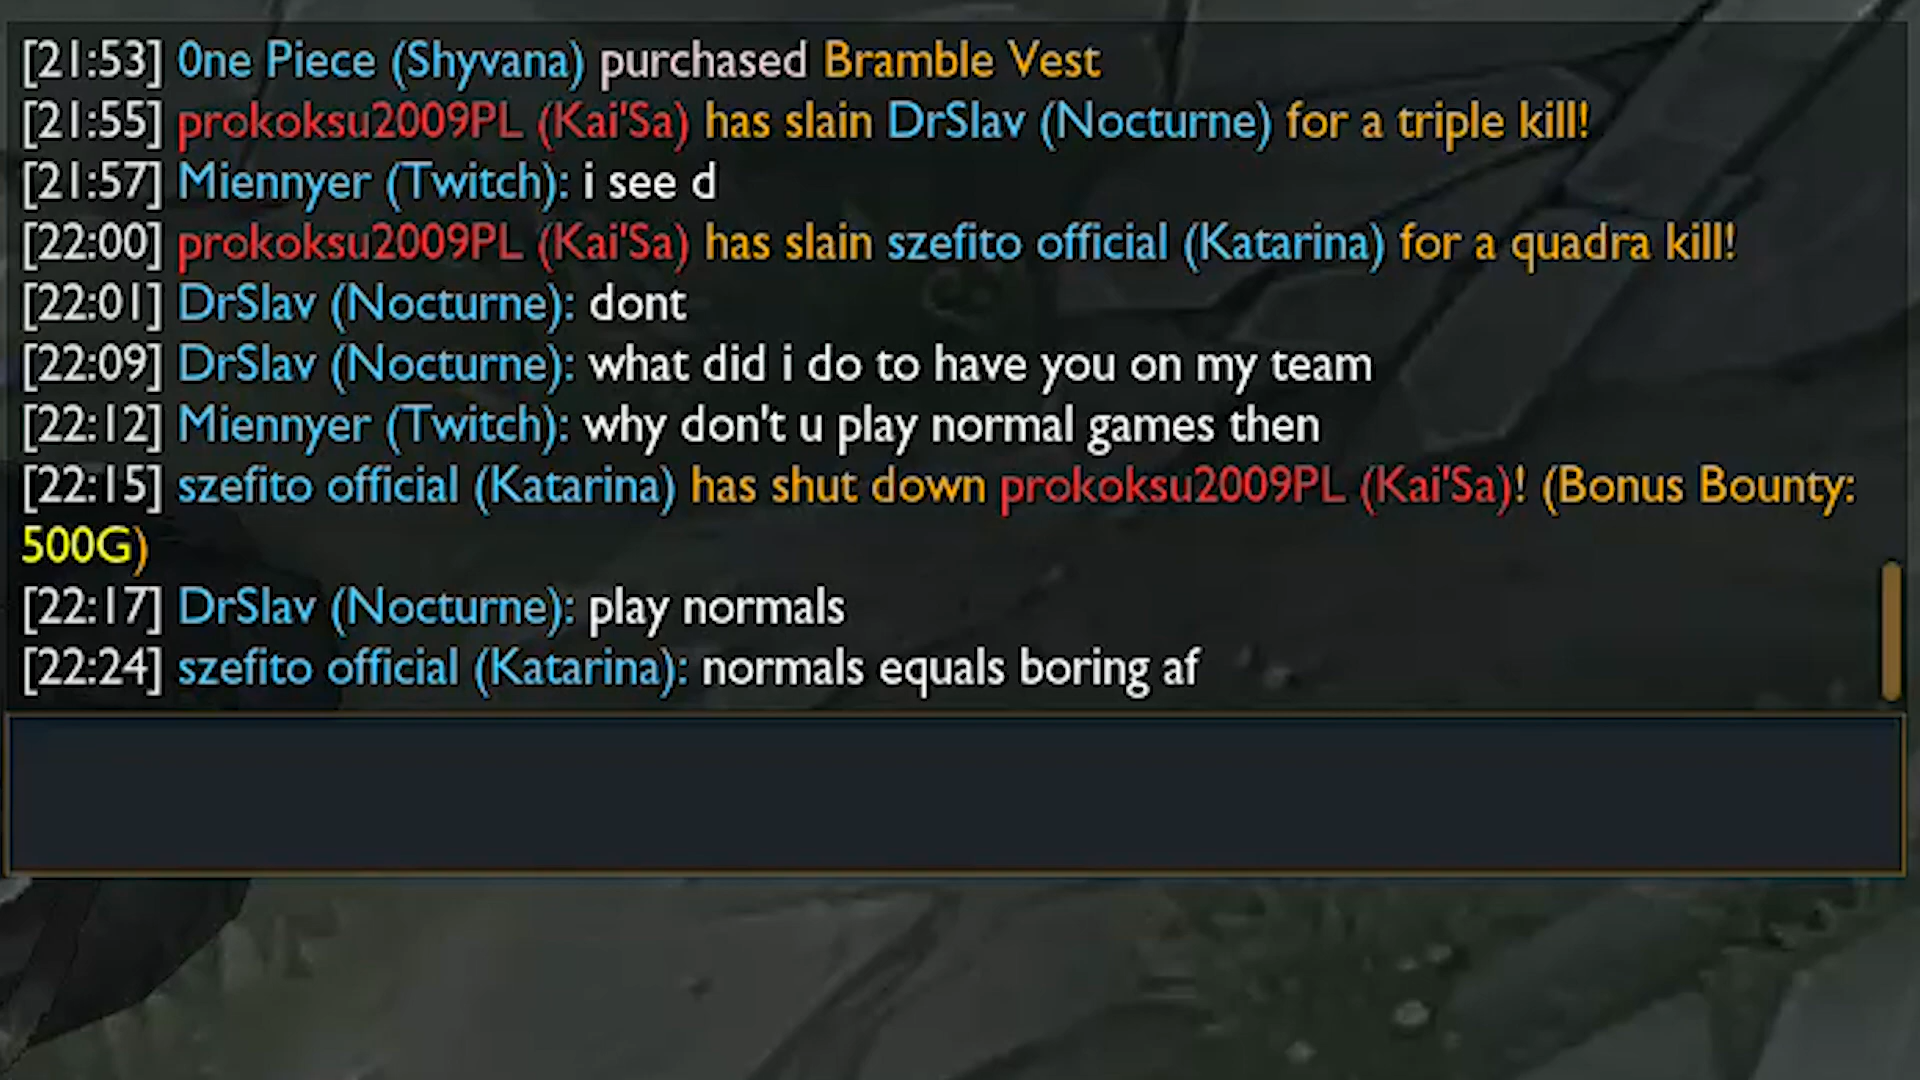 [21:53] 0ne Piece (Shyvana) purchased Bramble Vest
[21:55] prokoksu2009PL (Kai'Sa) has slain DrSlav (Nocturne) for a triple kill!
[21:57] Miennyer (Twitch): i see d
[22:00] prokoksu2009PL (Kai'Sa) has slain szefito official (Katarina) for a quadra kill!
[22:01] DrSlav (Nocturne): dont
[22:09] DrSlav (Nocturne): what did i do to have you on my team
[22:12] Miennyer (Twitch): why don't u play normal games then
[22:15] szefito official (Katarina) has shut down prokoksu2009PL (Kai'Sa)! (Bonus Bounty:
500G)
[22:17] DrSlav (Nocturne): play normals
[22:24] szefito official (Katarina): normals equals boring af